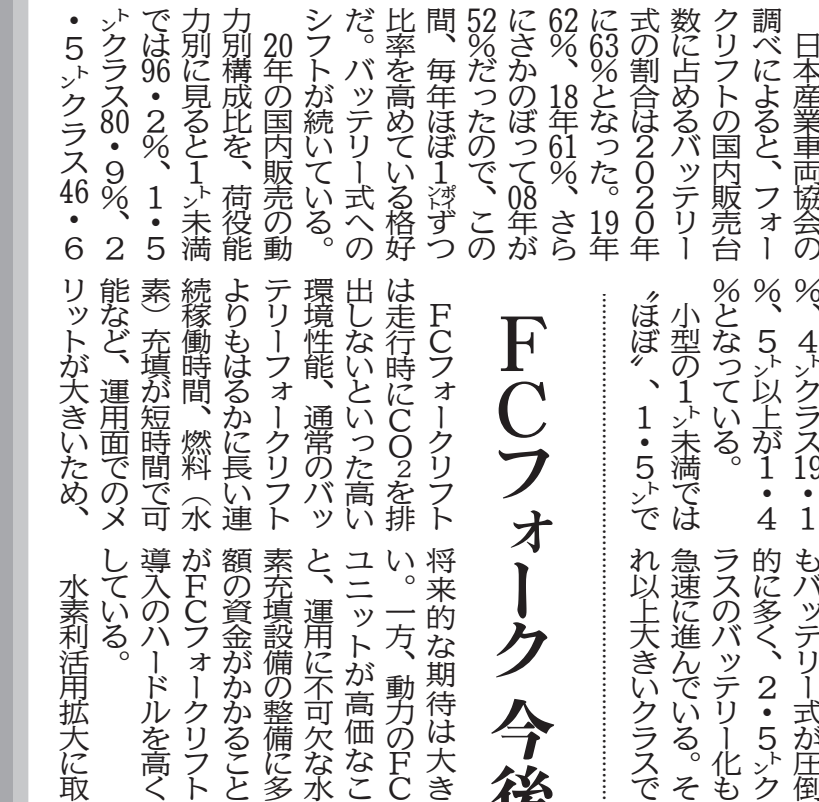 日本産業車両協会の
調べによると、フォー
クリフトの国内販売台
数に占めるバッテリー
式の割合は2020年
に63%となった。19年
62%、18年61%、さら
にさかのぼって08年が
52%だったので、この
間、毎年ほぼ1㌽ずつ
比率を高めている格好
だ。バッテリー式への
シフトが続いている。
20年の国内販売の動
力別構成比を、荷役能
力別に見ると1㌧未満
では96・2%、1・5
㌧クラス80・9%、2
・5㌧クラス46・6
%、4㌧クラス19・1
%、5㌧以上が1・4
%となっている。
小型の1㌧未満では
〝ほぼ〟、1・5㌧で
もバッテリー式が圧倒
的に多く、2・5㌧ク
ラスのバッテリー化も
急速に進んでいる。そ
れ以上大きいクラスで
FCフォーク 今後
FCフォークリフト
は走行時にCO2を排
出しないといった高い
環境性能、通常のバッ
テリーフォークリフト
よりもはるかに長い連
続稼働時間、燃料（水
素）充填が短時間で可
能など、運用面でのメ
リットが大きいため、
将来的な期待は大き
い。一方、動力のFC
ユニットが高価なこ
と、運用に不可欠な水
素充填設備の整備に多
額の資金がかかること
がFCフォークリフト
導入のハードルを高く
している。
水素利活用拡大に取